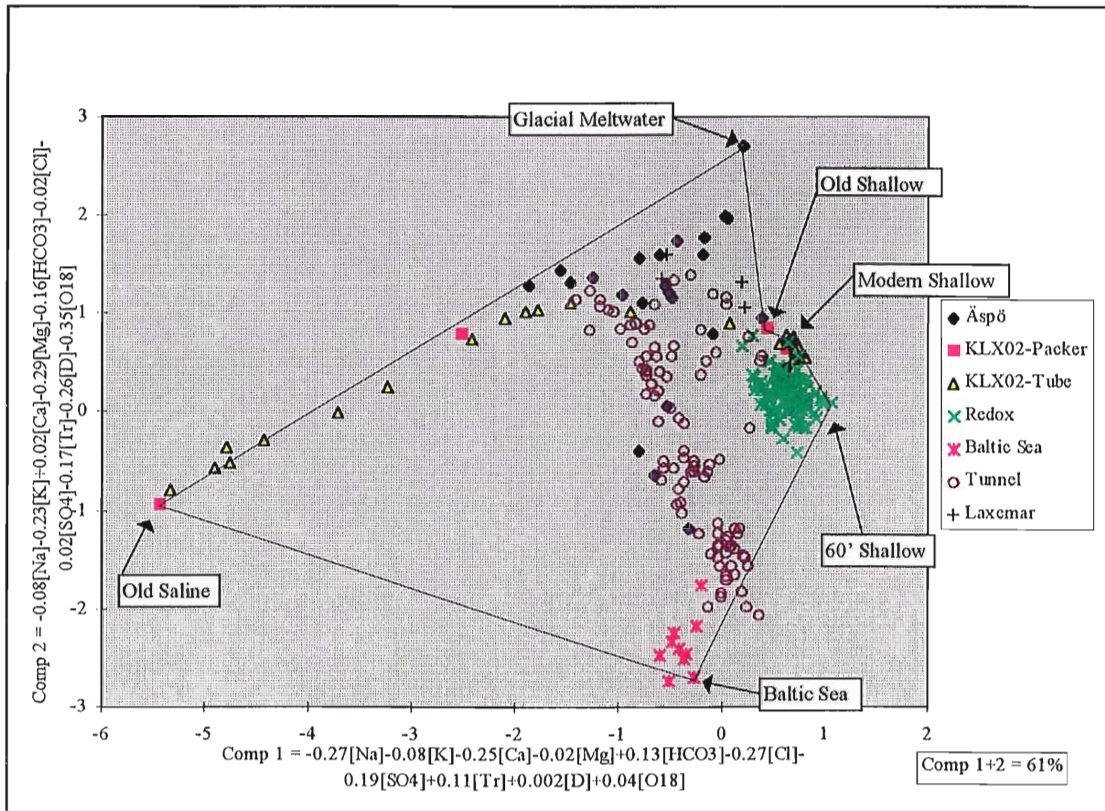 Comp 2 = -0.08[Na]-0.23[K]+0.02[Ca]-0.29[Mg]-0.16[HCO3]-0.02[Cl]-
0.02[SO4]-0.17[Tr]-0.26[D]-0.35[O18]
3
2
1
0
-1
-2
-3
Glacial Meltwater
Old Shallow
Modern Shallow
60' Shallow
Old Saline
Baltic Sea
Äspö
KLX02-Packer
KLX02-Tube
Redox
Baltic Sea
Tunnel
Laxemar
-6 -5 -4 -3 -2 -1 0 1 2
Comp 1 = -0.27[Na]-0.08[K]-0.25[Ca]-0.02[Mg]+0.13[HCO3]-0.27[Cl]-
0.19[SO4]+0.11[Tr]+0.002[D]+0.04[O18]
Comp 1+2 = 61%